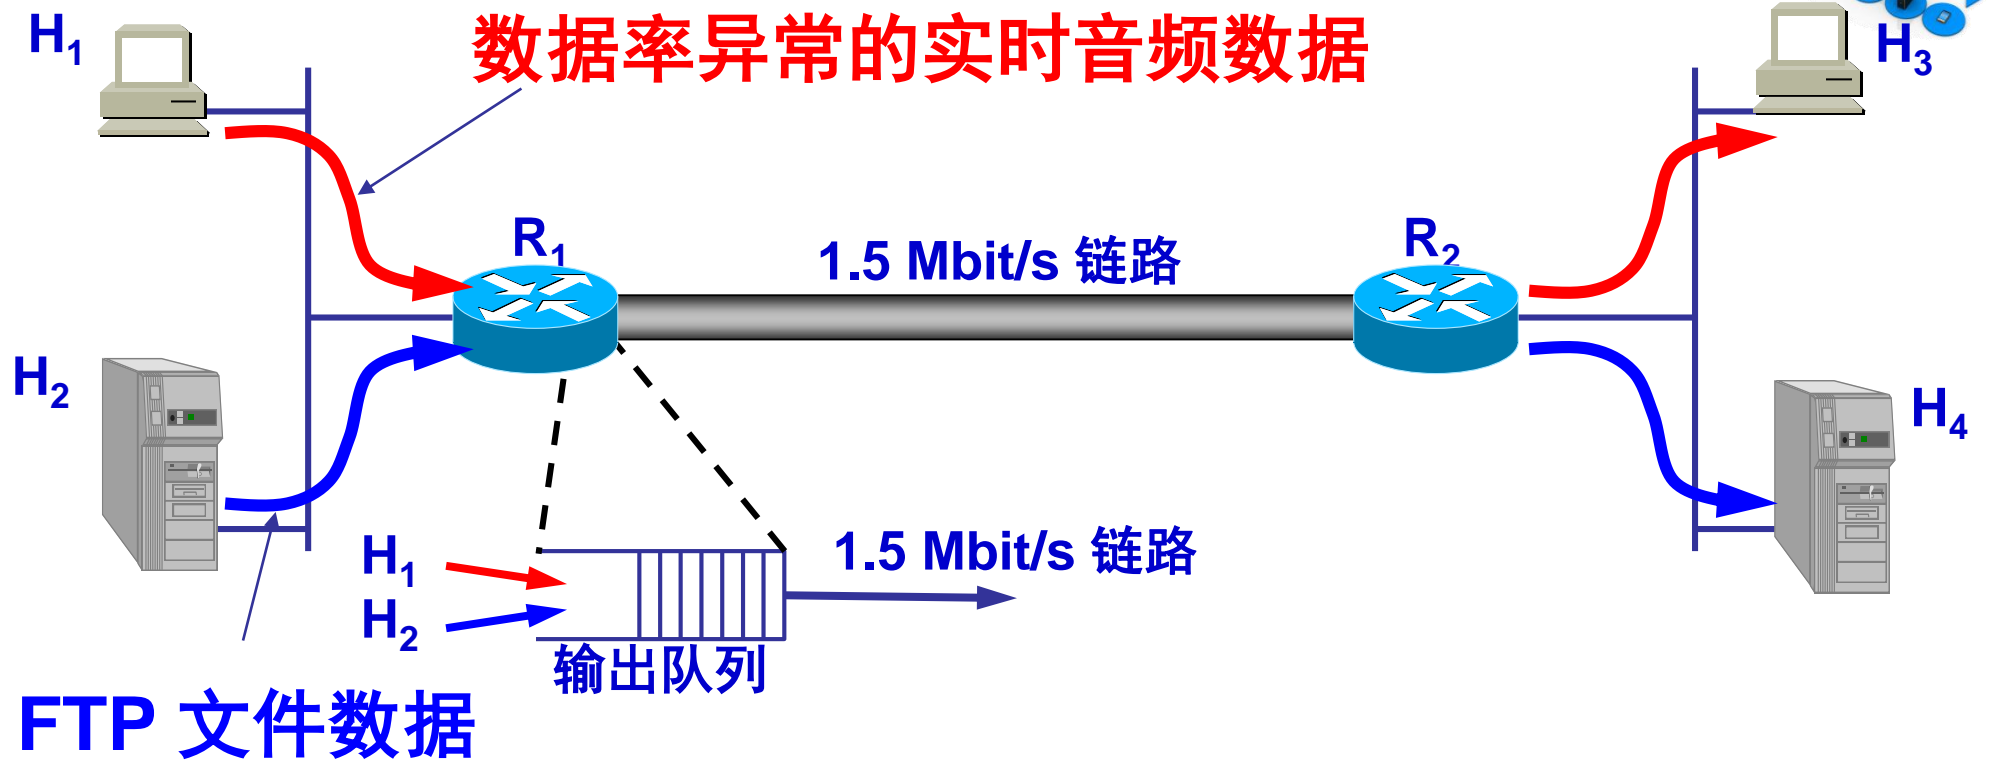 H₁
数据率异常的实时音频数据
H₃
R₁
1.5 Mbit/s 链路
R₂
H₂
H₄
H₁
1.5 Mbit/s 链路
H₂
输出队列
FTP 文件数据